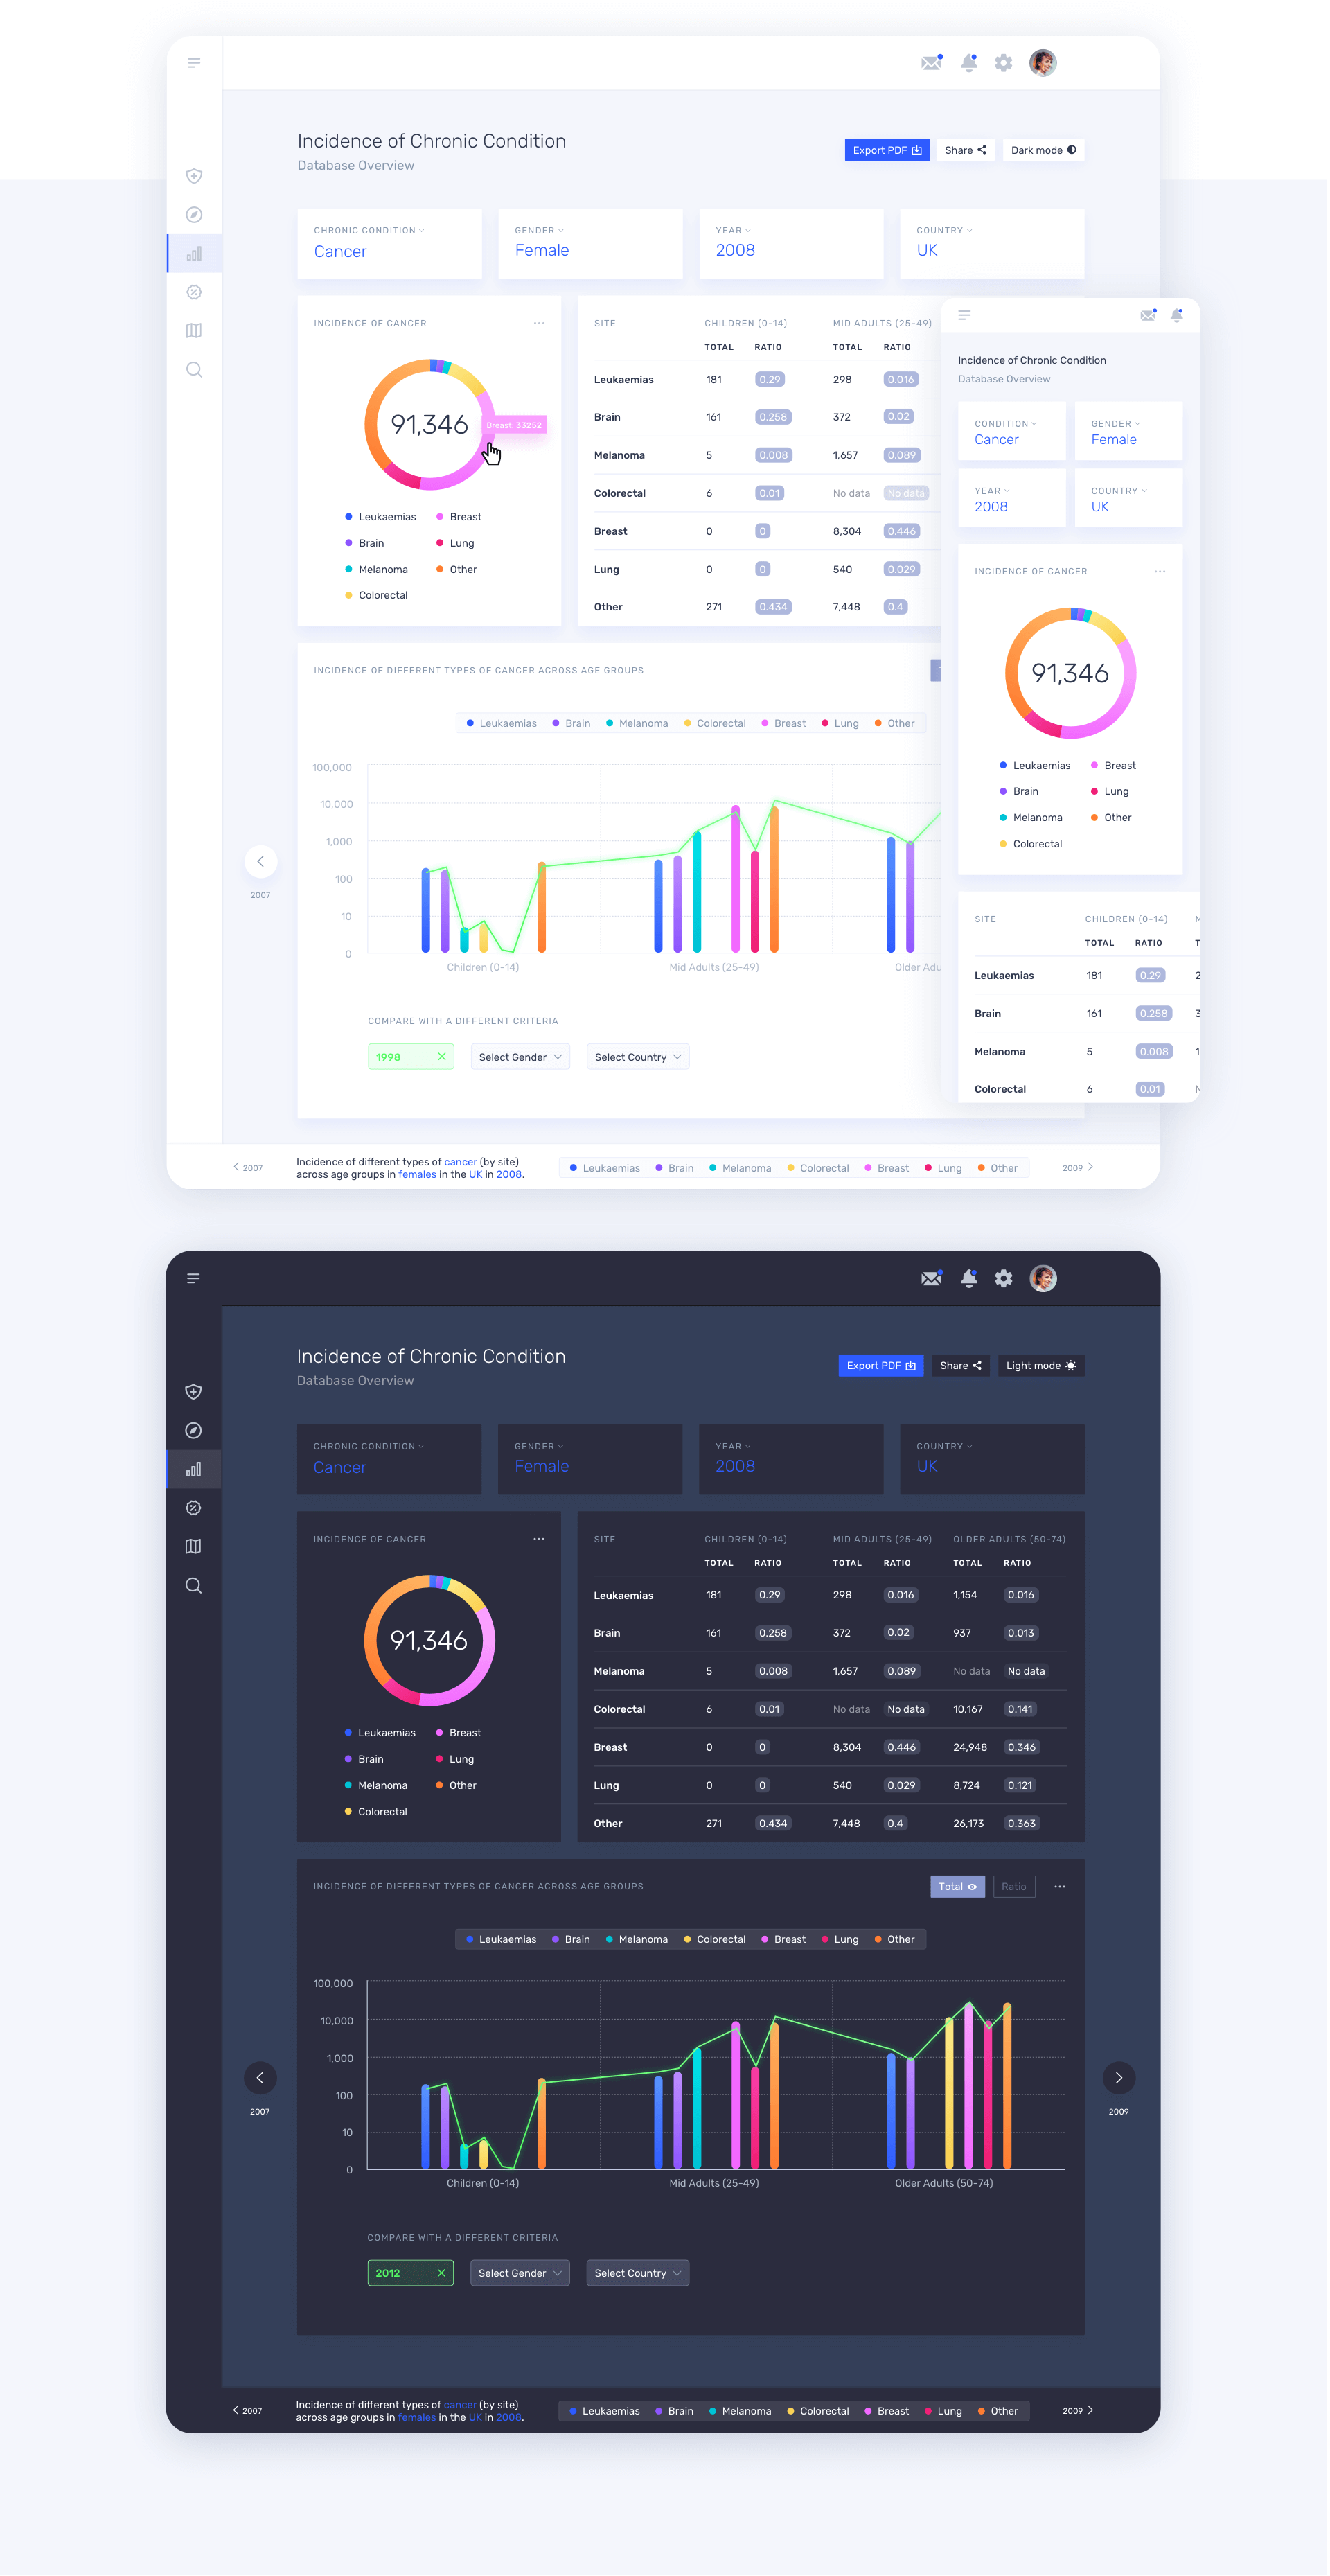 Incidence of Chronic Condition
Database Overview
Export PDF
Share
Dark mode
CHRONIC CONDITION
Cancer
GENDER
Female
YEAR
2008
COUNTRY
UK
INCIDENCE OF CANCER
91,346
Breast: 33252
Leukaemias Breast
Brain Lung
Melanoma Other
Colorectal
SITE CHILDREN (0-14) MID ADULTS (25-49)
TOTAL RATIO TOTAL RATIO
Leukaemias 181 0.29 298 0.016
Brain 161 0.258 372 0.02
Melanoma 5 0.008 1,657 0.089
Colorectal 6 0.01 No data No data
Breast 0 0 8,304 0.446
Lung 0 0 540 0.029
Other 271 0.434 7,448 0.4
INCIDENCE OF DIFFERENT TYPES OF CANCER ACROSS AGE GROUPS
Leukaemias Brain Melanoma Colorectal Breast Lung Other
100,000
10,000
1,000
100
10
0
Children (0-14) Mid Adults (25-49) Older Adu
2007
COMPARE WITH A DIFFERENT CRITERIA
1998 Select Gender Select Country
2007
Incidence of different types of cancer (by site)
across age groups in females in the UK in 2008.
Leukaemias Brain Melanoma Colorectal Breast Lung Other
2009
Incidence of Chronic Condition
Database Overview
CONDITION
Cancer
GENDER
Female
YEAR
2008
COUNTRY
UK
INCIDENCE OF CANCER
91,346
Leukaemias Breast
Brain Lung
Melanoma Other
Colorectal
SITE CHILDREN (0-14) M
TOTAL RATIO T
Leukaemias 181 0.29 2
Brain 161 0.258 3
Melanoma 5 0.008 1,
Colorectal 6 0.01 N
Incidence of Chronic Condition
Database Overview
Export PDF
Share
Light mode
CHRONIC CONDITION
Cancer
GENDER
Female
YEAR
2008
COUNTRY
UK
INCIDENCE OF CANCER
91,346
Leukaemias Breast
Brain Lung
Melanoma Other
Colorectal
SITE CHILDREN (0-14) MID ADULTS (25-49) OLDER ADULTS (50-74)
TOTAL RATIO TOTAL RATIO TOTAL RATIO
Leukaemias 181 0.29 298 0.016 1,154 0.016
Brain 161 0.258 372 0.02 937 0.013
Melanoma 5 0.008 1,657 0.089 No data No data
Colorectal 6 0.01 No data No data 10,167 0.141
Breast 0 0 8,304 0.446 24,948 0.346
Lung 0 0 540 0.029 8,724 0.121
Other 271 0.434 7,448 0.4 26,173 0.363
INCIDENCE OF DIFFERENT TYPES OF CANCER ACROSS AGE GROUPS
Total Ratio
Leukaemias Brain Melanoma Colorectal Breast Lung Other
100,000
10,000
1,000
100
10
0
Children (0-14) Mid Adults (25-49) Older Adults (50-74)
2007
2009
COMPARE WITH A DIFFERENT CRITERIA
2012 Select Gender Select Country
2007
Incidence of different types of cancer (by site)
across age groups in females in the UK in 2008.
Leukaemias Brain Melanoma Colorectal Breast Lung Other
2009